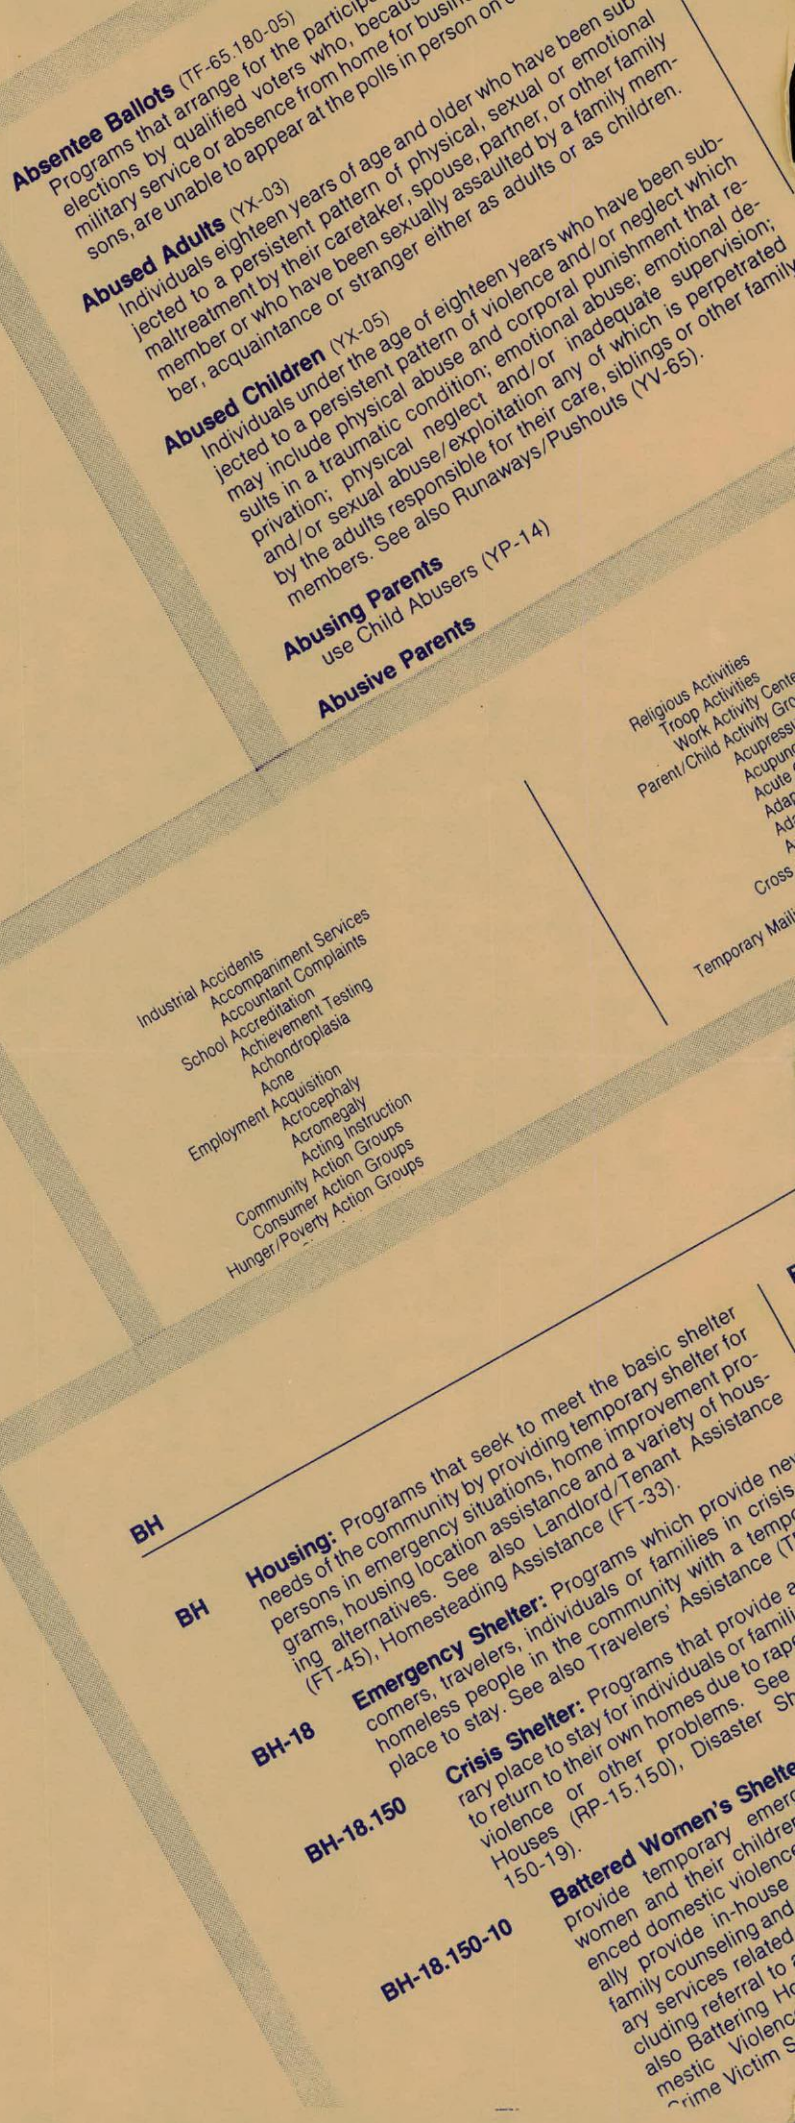 Absentee Ballots (TF-65.180-05)
Programs that arrange for the
elections by qualified voters who,
military service or absence from home for
sons, are unable to appear at the polls in person on
Abused Adults (YX-03)
Individuals eighteen years of age and older who have been sub-
jected to a persistent pattern of physical, sexual or emotional
maltreatment by their caretaker, spouse, partner, or other family
member or who have been sexually assaulted by a family mem-
ber, acquaintance or stranger either as adults or as children.
Abused Children (YX-05)
Individuals under the age of eighteen years who have been sub-
jected to a persistent pattern of violence and/or neglect which
may include physical abuse and corporal punishment that re-
sults in a traumatic condition; emotional abuse; emotional de-
privation; physical neglect and/or inadequate supervision;
and/or sexual abuse/exploitation any of which is perpetrated
by the adults responsible for their care, siblings or other family
members. See also Runaways/Pushouts (YV-65).
Abusing Parents
use Child Abusers (YP-14)
Abusive Parents
Religious Activities
Troop Activities
Work Activity
Parent/Child Activity
Cross
Temporary
Industrial Accidents
Accompaniment Services
Accountant Complaints
School Accreditation
Achievement Testing
Achondroplasia
Acne
Employment Acquisition
Acrocephaly
Acromegaly
Acting Instruction
Community Action Groups
Consumer Action Groups
Hunger/Poverty Action Groups
BH
BH Housing: Programs that seek to meet the basic shelter
needs of the community by providing temporary shelter for
persons in emergency situations, home improvement pro-
grams, housing location assistance and a variety of hous-
ing alternatives. See also Landlord/Tenant Assistance
(FT-45), Homesteading Assistance (FT-33).
BH-18 Emergency Shelter: Programs which provide
comers, travelers, individuals or families in crisis
homeless people in the community with a
place to stay. See also Travelers' Assistance
BH-18.150 Crisis Shelter: Programs that provide a
rary place to stay for individuals or
to return to their own homes due to
violence or other problems. See
Houses (RP-15.150), Disaster
150-19).
BH-18.150-10 Battered Women's
provide temporary
women and their
enced domestic
ally provide in-house
family counseling and
ary services related
cluding referral to
also Battering
mestic
Crime Victim